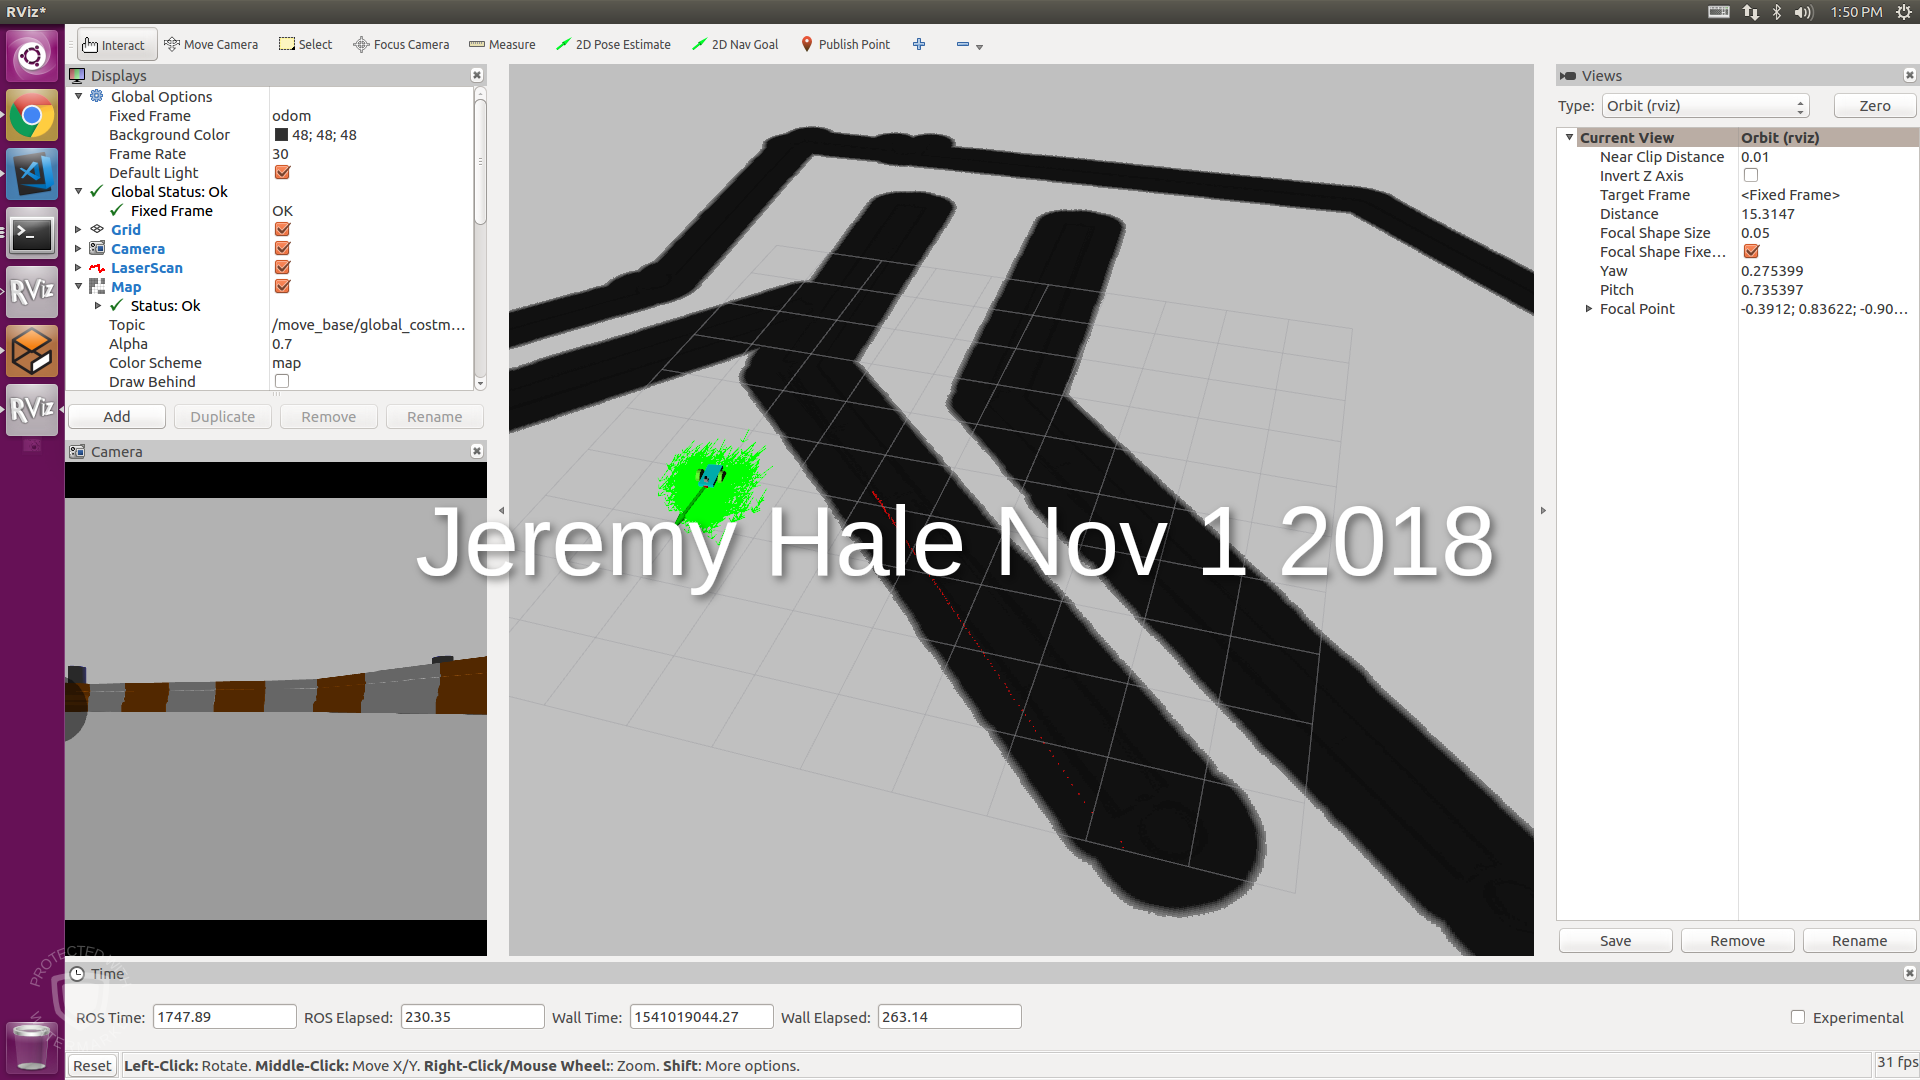 RViz*
1:50 PM
Interact Move Camera Select Focus Camera Measure 2D Pose Estimate 2D Nav Goal Publish Point
Displays
Global Options
Fixed Frame odom
Background Color 48; 48; 48
Frame Rate 30
Default Light
Global Status: Ok
Fixed Frame OK
Grid
Camera
LaserScan
Map
Status: Ok
Topic /move_base/global_costm...
Alpha 0.7
Color Scheme map
Draw Behind
Add Duplicate Remove Rename
Camera
Views
Type: Orbit (rviz) Zero
Current View Orbit (rviz)
Near Clip Distance 0.01
Invert Z Axis
Target Frame <Fixed Frame>
Distance 15.3147
Focal Shape Size 0.05
Focal Shape Fixe...
Yaw 0.275399
Pitch 0.735397
Focal Point -0.3912; 0.83622; -0.90...
Save Remove Rename
Jeremy Hale Nov 1 2018
RViz
RViz
Time
ROS Time: 1747.89 ROS Elapsed: 230.35 Wall Time: 1541019044.27 Wall Elapsed: 263.14 Experimental
Reset Left-Click: Rotate. Middle-Click: Move X/Y. Right-Click/Mouse Wheel:: Zoom. Shift: More options. 31 fps
PROTECTED